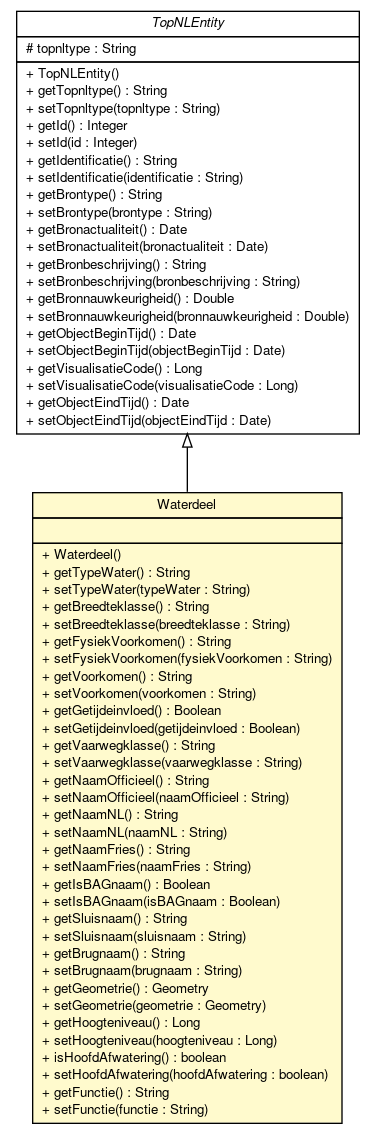 TopNLEntity
# topnltype : String
+ TopNLEntity()
+ getTopnltype() : String
+ setTopnltype(topnltype : String)
+ getId() : Integer
+ setId(id : Integer)
+ getIdentificatie() : String
+ setIdentificatie(identificatie : String)
+ getBrontype() : String
+ setBrontype(brontype : String)
+ getBronactualiteit() : Date
+ setBronactualiteit(bronactualiteit : Date)
+ getBronbeschrijving() : String
+ setBronbeschrijving(bronbeschrijving : String)
+ getBronnauwkeurigheid() : Double
+ setBronnauwkeurigheid(bronnauwkeurigheid : Double)
+ getObjectBeginTijd() : Date
+ setObjectBeginTijd(objectBeginTijd : Date)
+ getVisualisatieCode() : Long
+ setVisualisatieCode(visualisatieCode : Long)
+ getObjectEindTijd() : Date
+ setObjectEindTijd(objectEindTijd : Date)
Waterdeel
+ Waterdeel()
+ getTypeWater() : String
+ setTypeWater(typeWater : String)
+ getBreedteklasse() : String
+ setBreedteklasse(breedteklasse : String)
+ getFysiekVoorkomen() : String
+ setFysiekVoorkomen(fysiekVoorkomen : String)
+ getVoorkomen() : String
+ setVoorkomen(voorkomen : String)
+ getGetijdeinvloed() : Boolean
+ setGetijdeinvloed(getijdeinvloed : Boolean)
+ getVaarwegklasse() : String
+ setVaarwegklasse(vaarwegklasse : String)
+ getNaamOfficieel() : String
+ setNaamOfficieel(naamOfficieel : String)
+ getNaamNL() : String
+ setNaamNL(naamNL : String)
+ getNaamFries() : String
+ setNaamFries(naamFries : String)
+ getIsBAGnaam() : Boolean
+ setIsBAGnaam(isBAGnaam : Boolean)
+ getSluisnaam() : String
+ setSluisnaam(sluisnaam : String)
+ getBrugnaam() : String
+ setBrugnaam(brugnaam : String)
+ getGeometrie() : Geometry
+ setGeometrie(geometrie : Geometry)
+ getHoogteniveau() : Long
+ setHoogteniveau(hoogteniveau : Long)
+ isHoofdAfwatering() : boolean
+ setHoofdAfwatering(hoofdAfwatering : boolean)
+ getFunctie() : String
+ setFunctie(functie : String)